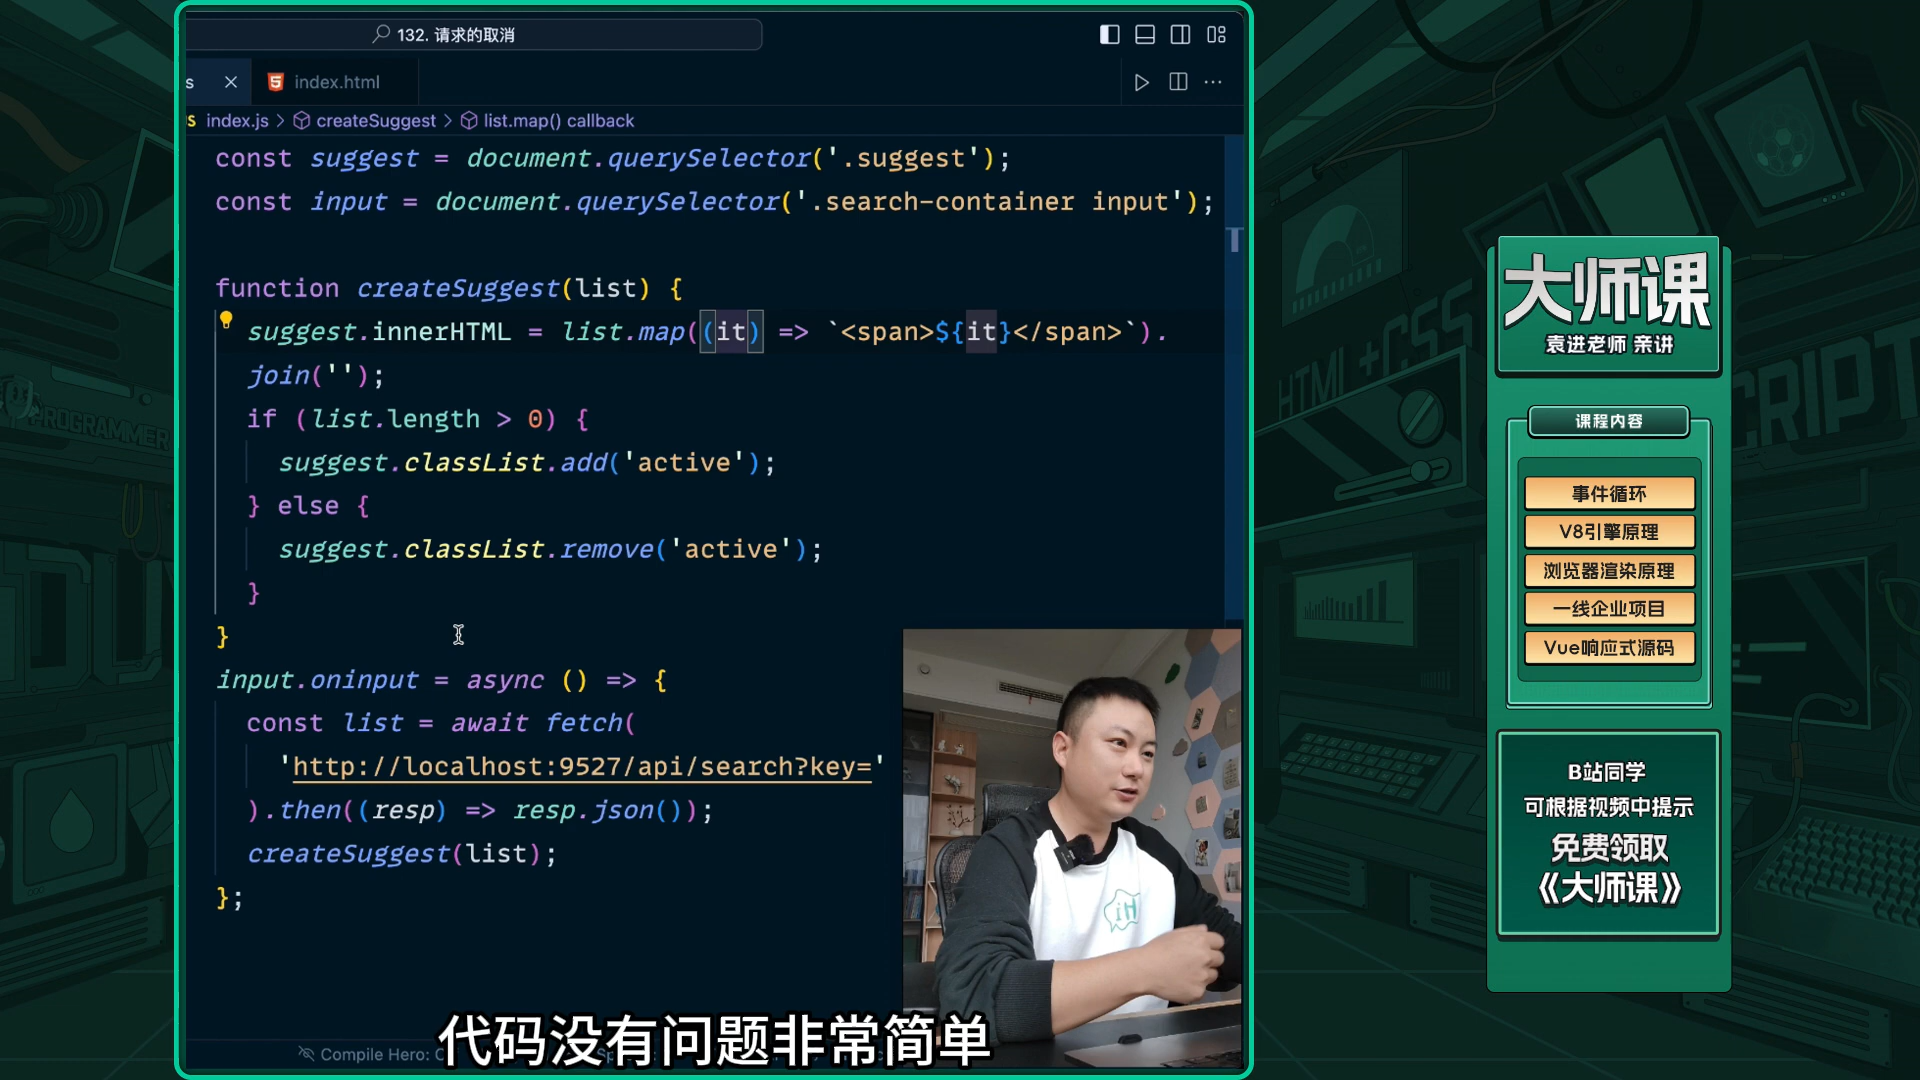 132. 请求的取消
s
index.html
index.js > createSuggest > list.map() callback
const suggest = document.querySelector('.suggest');
const input = document.querySelector('.search-container input');
function createSuggest(list) {
suggest.innerHTML = list.map((it) => `<span>${it}</span>`).
join('');
if (list.length > 0) {
suggest.classList.add('active');
} else {
suggest.classList.remove('active');
}
}
input.oninput = async () => {
const list = await fetch(
'http://localhost:9527/api/search?key='
).then((resp) => resp.json());
createSuggest(list);
};
Compile Hero:
代码没有问题非常简单
大师课
袁进老师 亲讲
课程内容
事件循环
V8引擎原理
浏览器渲染原理
一线企业项目
Vue响应式源码
B站同学
可根据视频中提示
免费领取
《大师课》
PROGRAMMER
HTML+CSS
CRIPT
iH